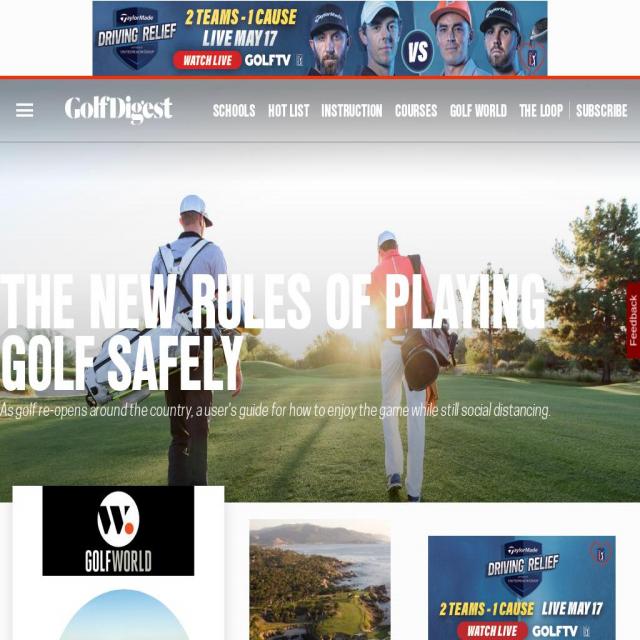 TaylorMade
DRIVING RELIEF
2 TEAMS - 1 CAUSE
LIVE MAY 17
WATCH LIVE GOLFTV
VS
GolfDigest
SCHOOLS HOT LIST INSTRUCTION COURSES GOLF WORLD THE LOOP SUBSCRIBE
THE NEW RULES OF PLAYING
GOLF SAFELY
As golf re-opens around the country, a user's guide for how to enjoy the game while still social distancing.
Feedback
W.
GOLFWORLD
TaylorMade
DRIVING RELIEF
2 TEAMS - 1 CAUSE LIVE MAY 17
WATCH LIVE GOLFTV